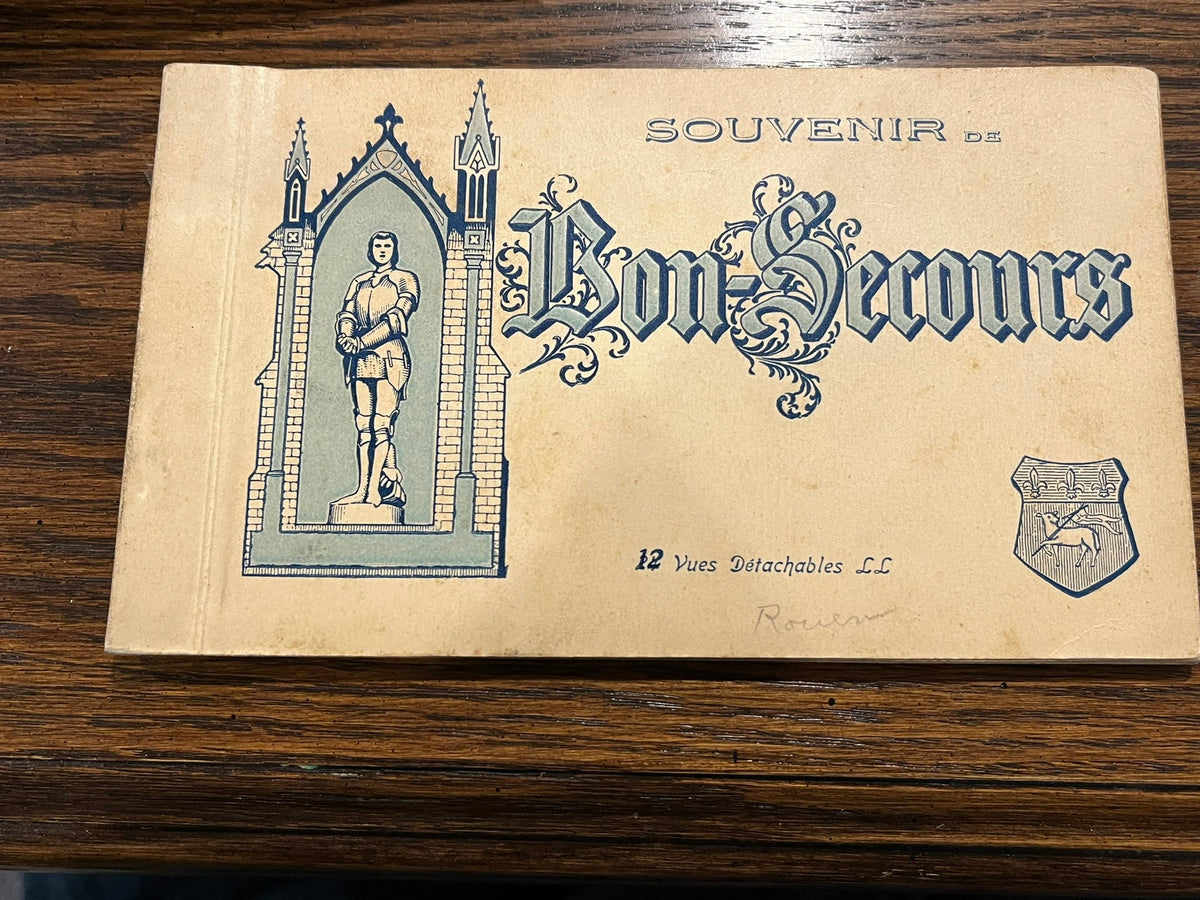 SOUVENIR DE
Bon-Secours
12 Vues Détachables LL
Rouen